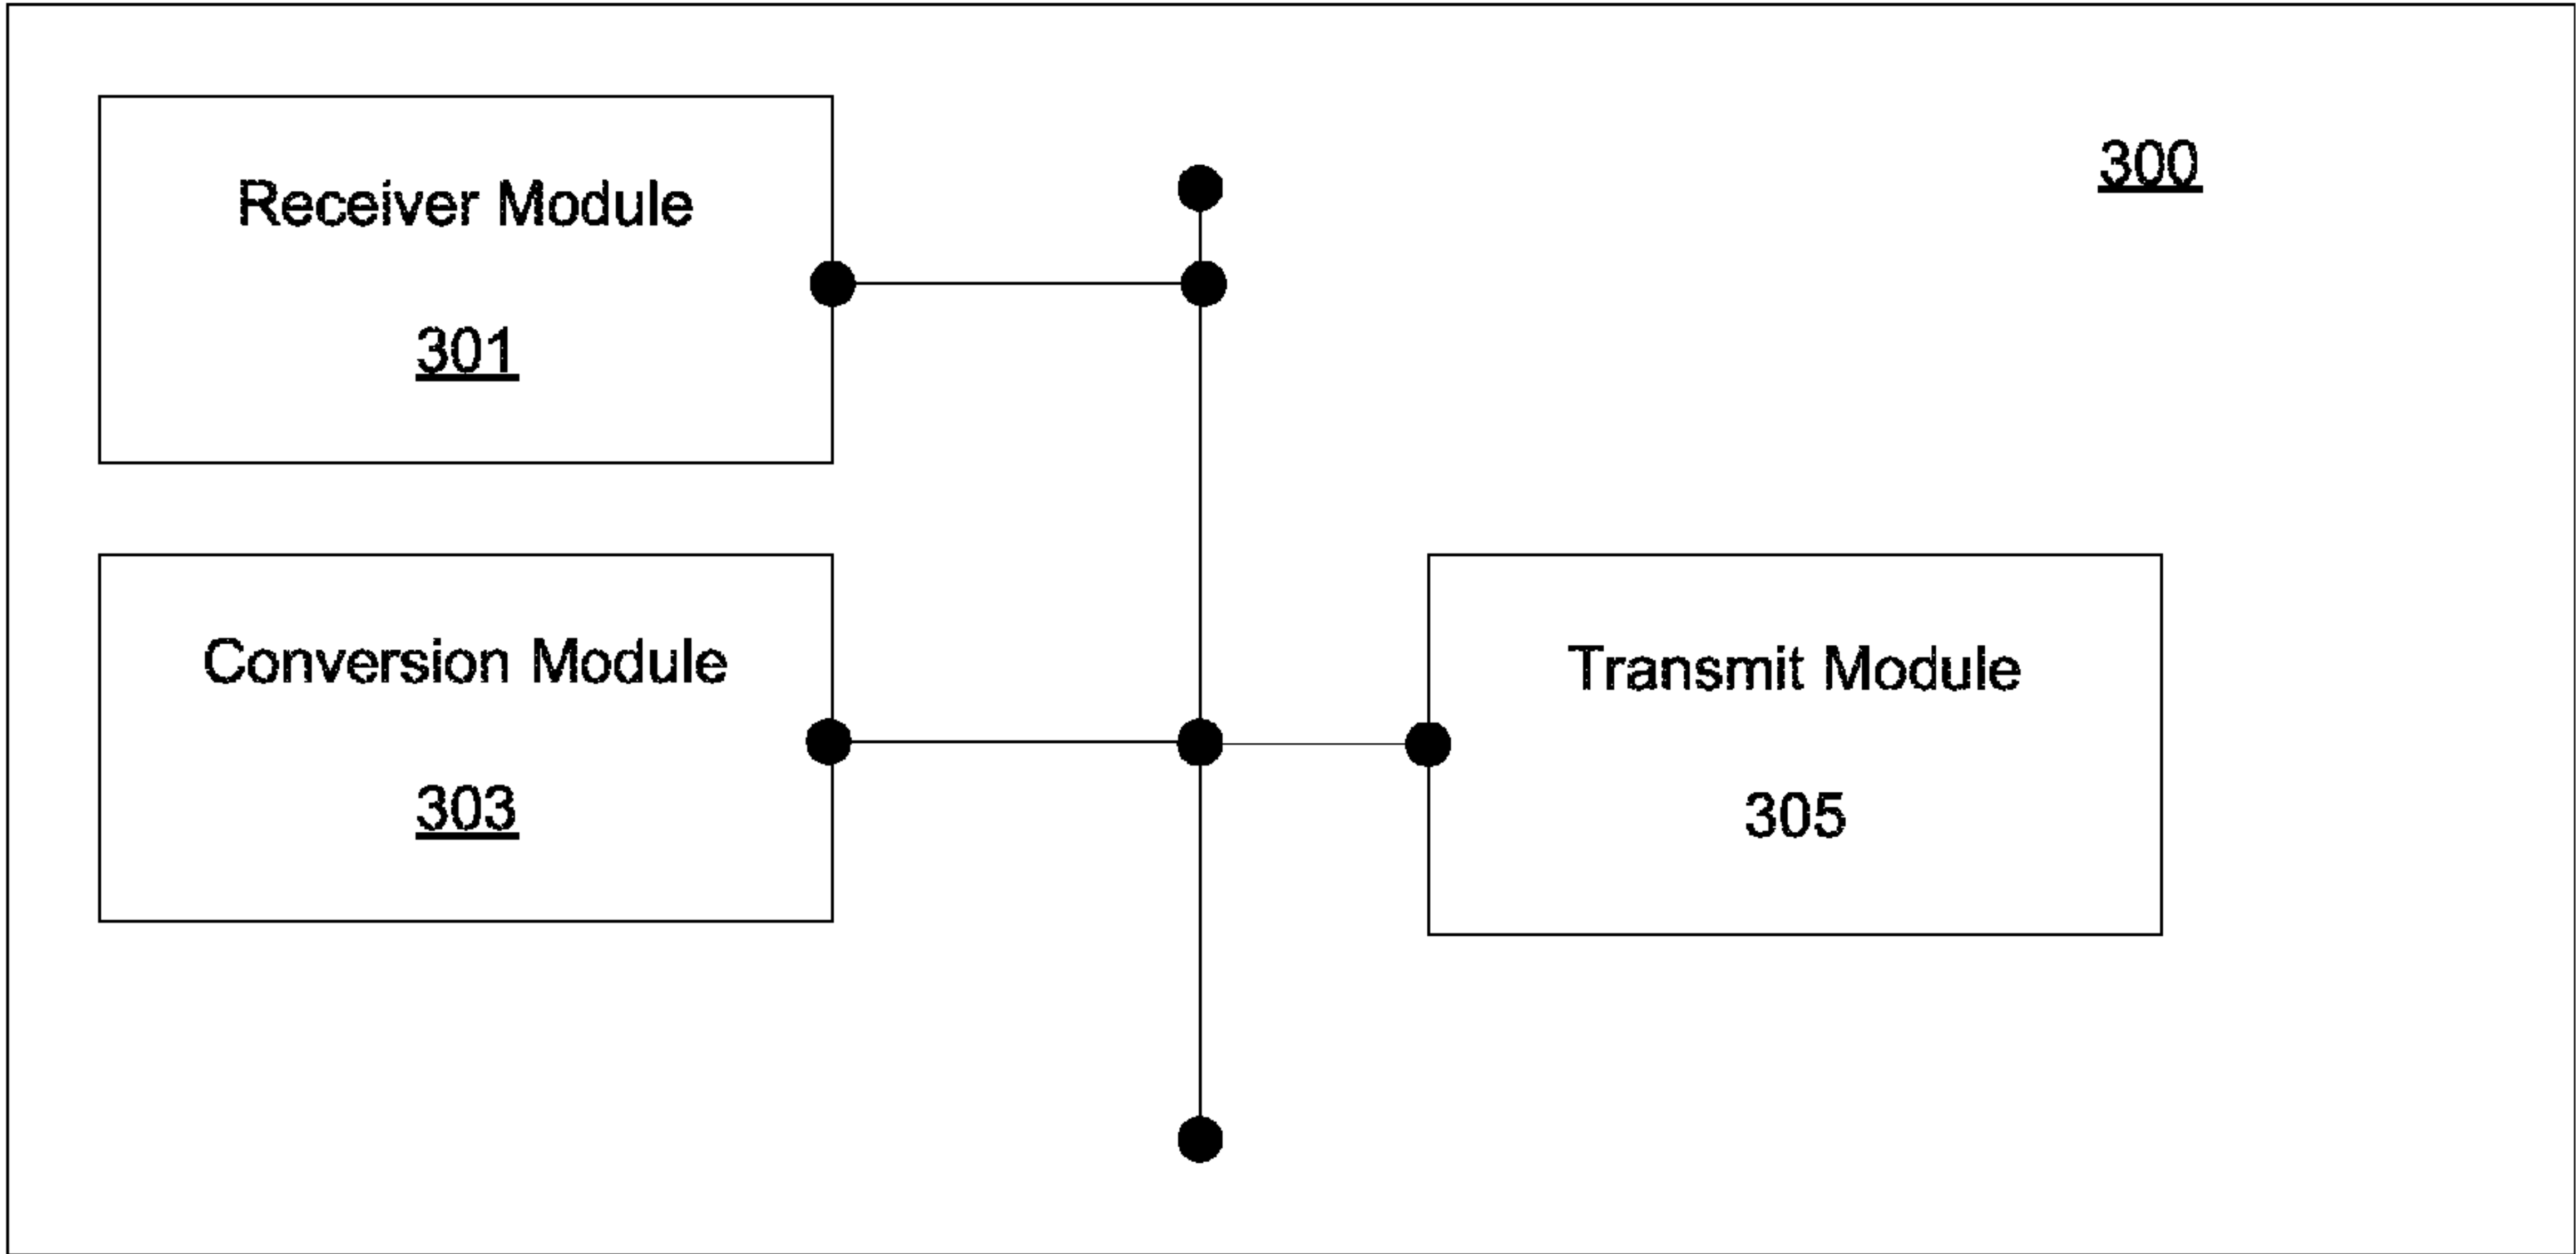 300
Receiver Module
301
Conversion Module
303
Transmit Module
305